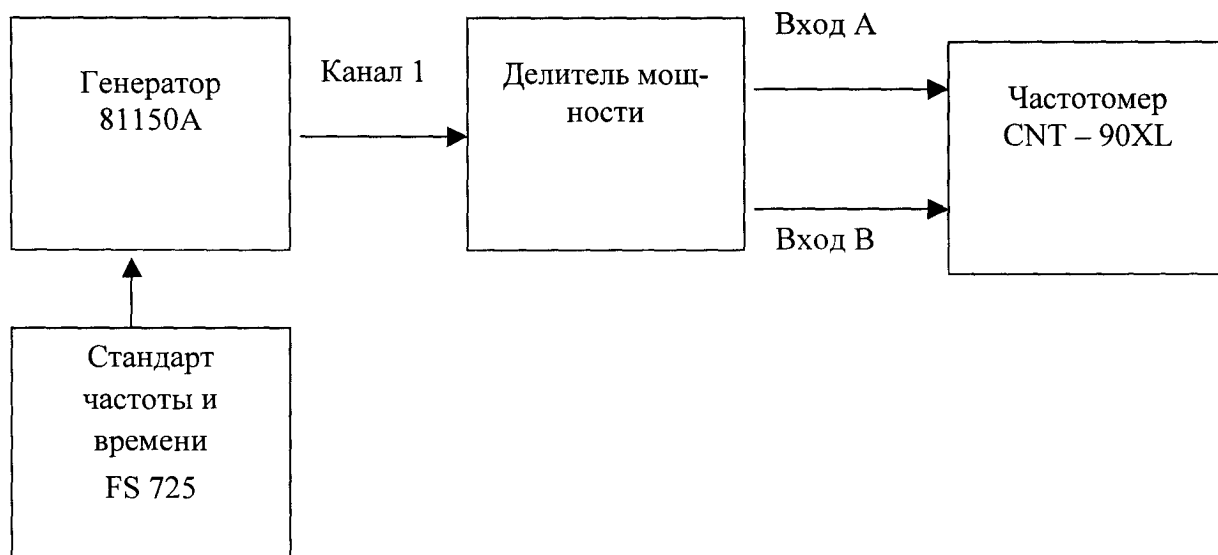 Генератор
81150А
Канал 1
Делитель мощ-
ности
Вход А
Вход В
Частотомер
CNT – 90XL
Стандарт
частоты и
времени
FS 725